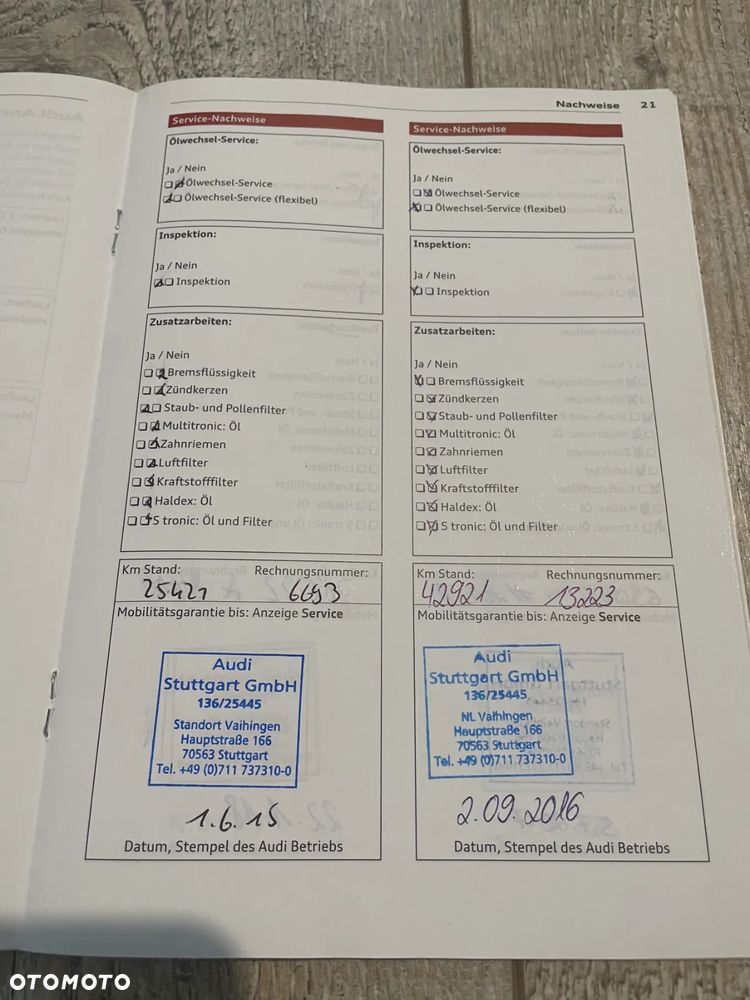 Nachweise 21
Service-Nachweise
Ölwechsel-Service:
Ja / Nein
Ölwechsel-Service
Ölwechsel-Service (flexibel)
Inspektion:
Ja / Nein
Inspektion
Zusatzarbeiten:
Ja / Nein
Bremsflüssigkeit
Zündkerzen
Staub- und Pollenfilter
Multitronic: Öl
Zahnriemen
Luftfilter
Kraftstofffilter
Haldex: Öl
S tronic: Öl und Filter
Km Stand: Rechnungsnummer:
25421 6693
Mobilitätsgarantie bis: Anzeige Service
Audi
Stuttgart GmbH
136/25445
Standort Vaihingen
Hauptstraße 166
70563 Stuttgart
Tel. +49 (0)711 737310-0
1.6.15
Datum, Stempel des Audi Betriebs
Service-Nachweise
Ölwechsel-Service:
Ja / Nein
Ölwechsel-Service
Ölwechsel-Service (flexibel)
Inspektion:
Ja / Nein
Inspektion
Zusatzarbeiten:
Ja / Nein
Bremsflüssigkeit
Zündkerzen
Staub- und Pollenfilter
Multitronic: Öl
Zahnriemen
Luftfilter
Kraftstofffilter
Haldex: Öl
S tronic: Öl und Filter
Km Stand: Rechnungsnummer:
42921 13223
Mobilitätsgarantie bis: Anzeige Service
Audi
Stuttgart GmbH
136/25445
NL Vaihingen
Hauptstraße 166
70563 Stuttgart
Tel. +49 (0)711 737310-0
2.09.2016
Datum, Stempel des Audi Betriebs
OTOMOTO